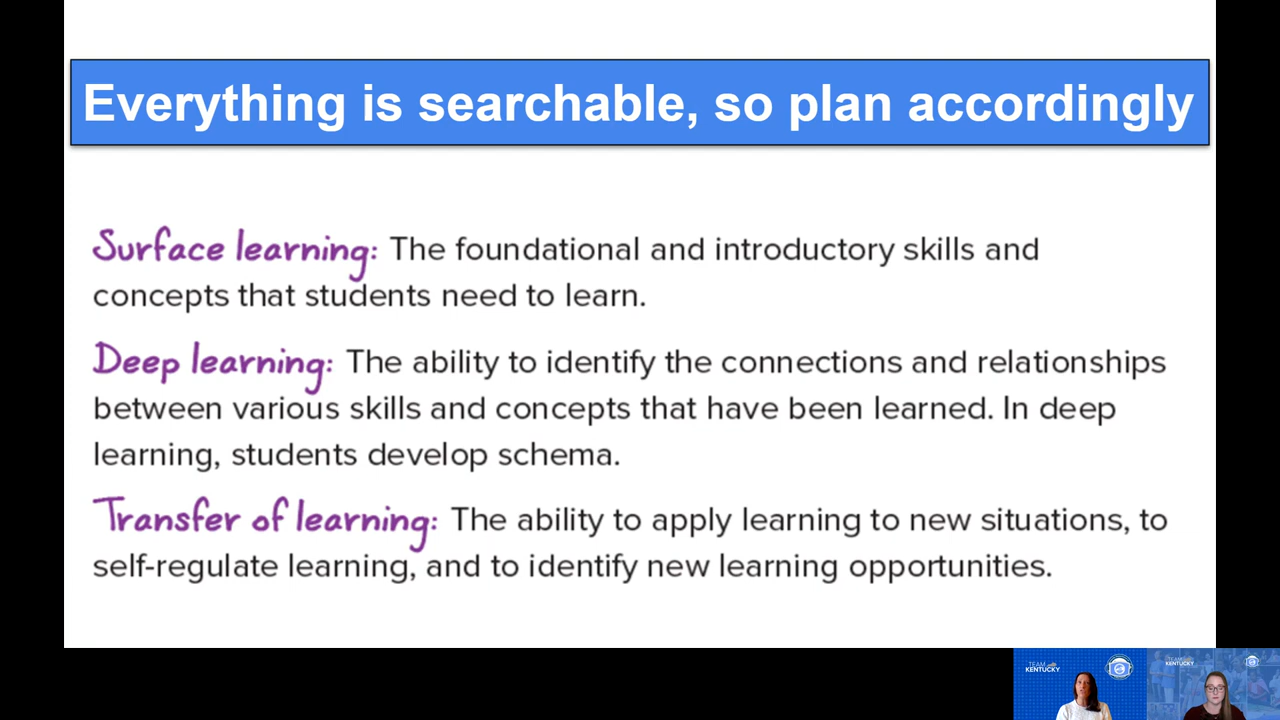 Everything is searchable, so plan accordingly
Surface learning: The foundational and introductory skills and
concepts that students need to learn.
Deep learning: The ability to identify the connections and relationships
between various skills and concepts that have been learned. In deep
learning, students develop schema.
Transfer of learning: The ability to apply learning to new situations, to
self-regulate learning, and to identify new learning opportunities.
TEAM
KENTUCKY
TEAM
KENTUCKY